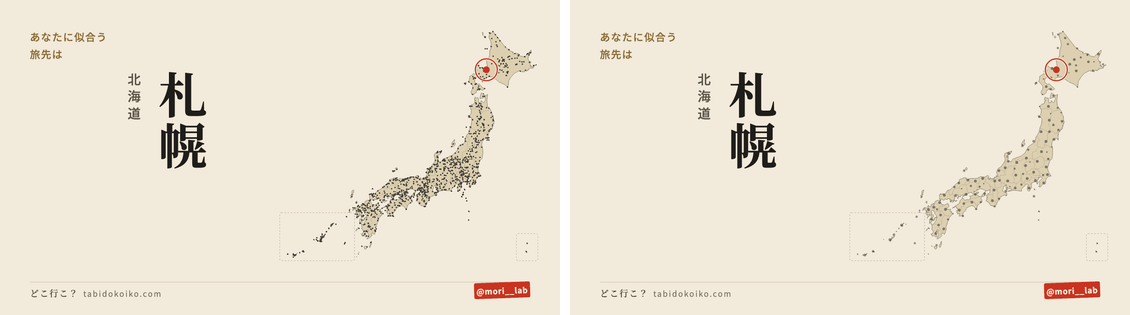 あなたに似合う
旅先は
北海道
札幌
どこ行こ？ tabidokoiko.com
@mori__lab
あなたに似合う
旅先は
北海道
札幌
どこ行こ？ tabidokoiko.com
@mori__lab